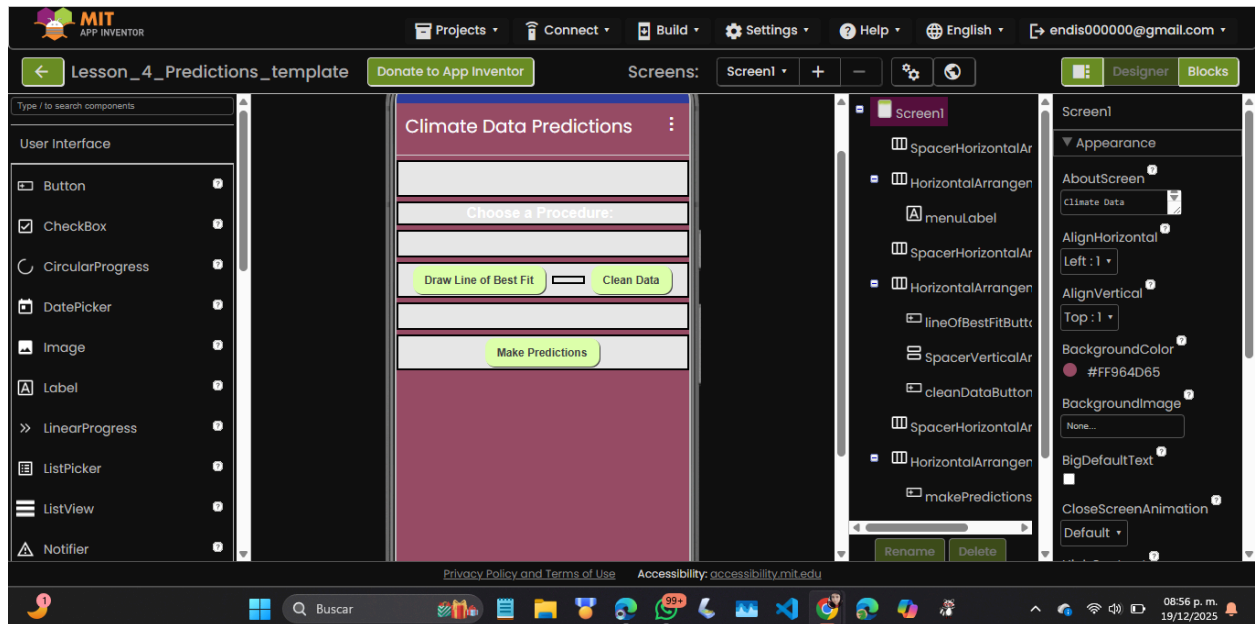 MIT
APP INVENTOR
Projects
Connect
Build
Settings
Help
English
endis000000@gmail.com
Lesson_4_Predictions_template
Donate to App Inventor
Screens:
Screen1
Designer
Blocks
Type / to search components
User Interface
Button
CheckBox
CircularProgress
DatePicker
Image
Label
LinearProgress
ListPicker
ListView
Notifier
Climate Data Predictions
Choose a Procedure:
Draw Line of Best Fit
Clean Data
Make Predictions
Screen1
SpacerHorizontalAr
HorizontalArrangen
menuLabel
SpacerHorizontalAr
HorizontalArrangen
lineOfBestFitButto
SpacerVerticalAr
cleanDataButton
SpacerHorizontalAr
HorizontalArrangen
makePredictions
Rename
Delete
Screen1
Appearance
AboutScreen
Climate Data
AlignHorizontal
Left : 1
AlignVertical
Top : 1
BackgroundColor
#FF964D65
BackgroundImage
None...
BigDefaultText
CloseScreenAnimation
Default
Privacy Policy and Terms of Use
Accessibility: accessibility.mit.edu
1
Buscar
99+
08:56 p. m.
19/12/2025